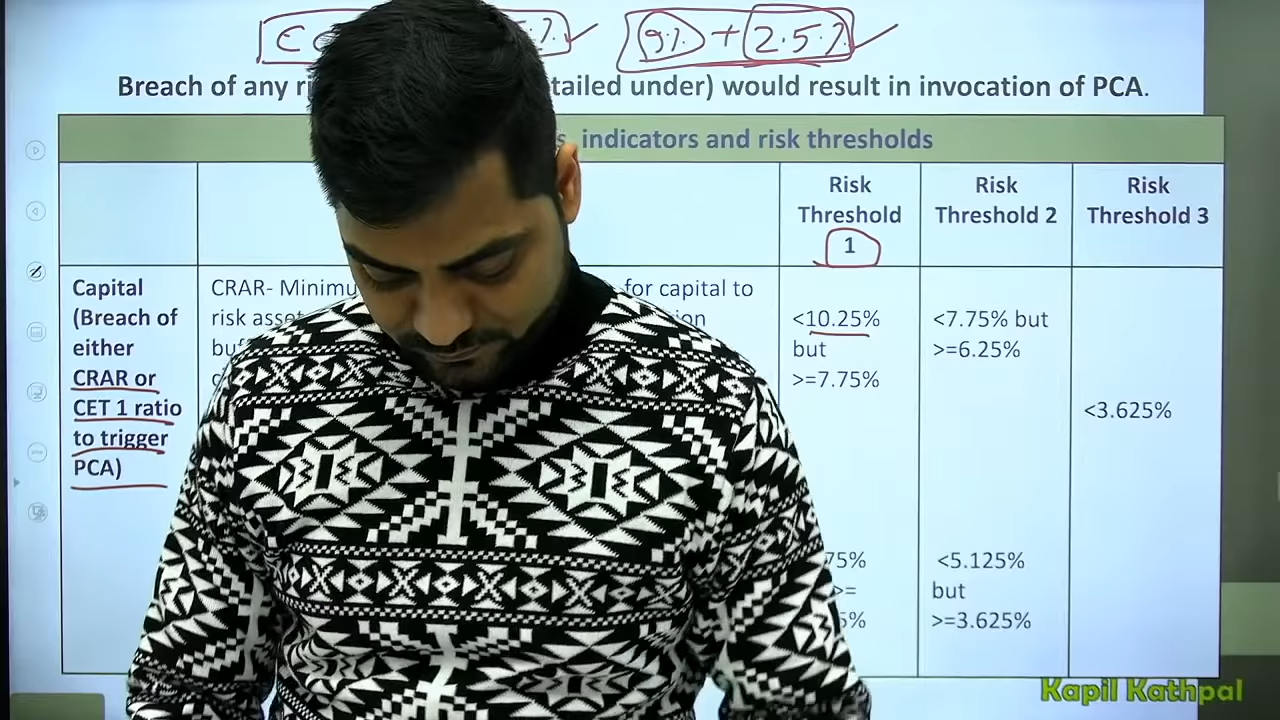 9% + 2.5%
Breach of any tailed under) would result in invocation of PCA.
indicators and risk thresholds
Risk Threshold 1
Risk Threshold 2
Risk Threshold 3
Capital
(Breach of
either
CRAR or
CET 1 ratio
to trigger
PCA)
CRAR- for capital to
risk
<10.25%
but
>=7.75%
<7.75% but
>=6.25%
<3.625%
75%
>=
5%
<5.125%
but
>=3.625%
Kapil Kathpal